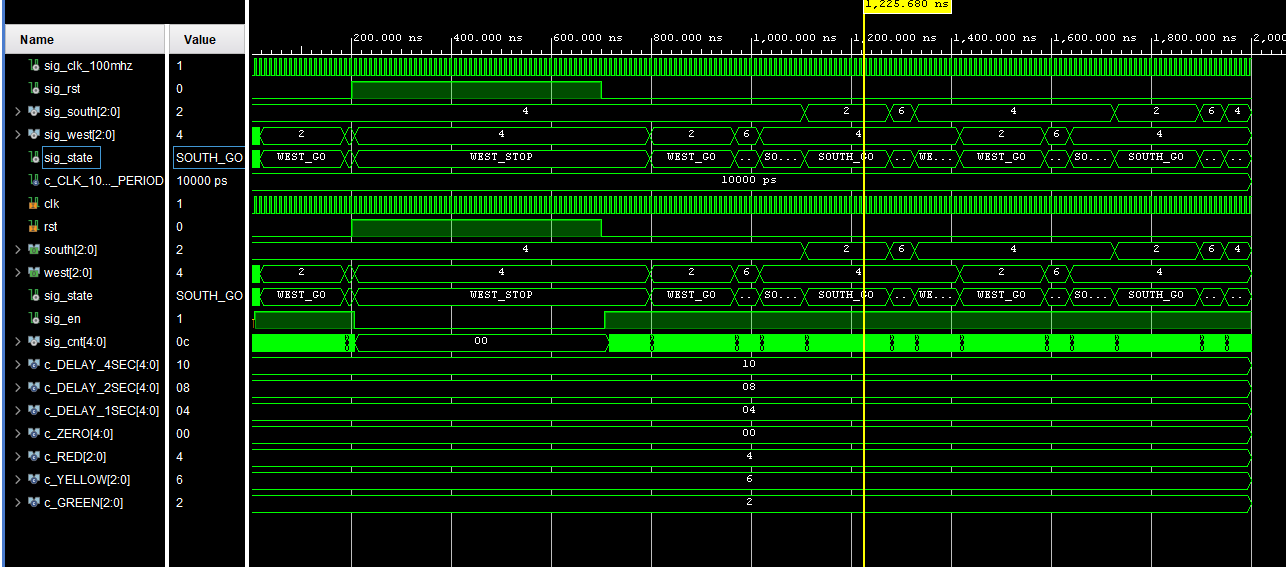 1,225.680 ns
Name Value 200.000 ns 400.000 ns 600.000 ns 800.000 ns 1,000.000 ns 1,200.000 ns 1,400.000 ns 1,600.000 ns 1,800.000 ns 2,000
sig_clk_100mhz 1
sig_rst 0
sig_south[2:0] 2 4 2 6 4 2 6 4
sig_west[2:0] 4 2 4 2 6 4 2 6 4
sig_state SOUTH_GO WEST_GO WEST_STOP WEST_GO .. SO... SOUTH_GO .. WE... WEST_GO .. SO... SOUTH_GO .. ..
c_CLK_10..._PERIOD 10000 ps 10000 ps
clk 1
rst 0
south[2:0] 2 4 2 6 4 2 6 4
west[2:0] 4 2 4 2 6 4 2 6 4
sig_state SOUTH_GO WEST_GO WEST_STOP WEST_GO .. SO... SOUTH_GO .. WE... WEST_GO .. SO... SOUTH_GO .. ..
sig_en 1
sig_cnt[4:0] 0c 00
c_DELAY_4SEC[4:0] 10 10
c_DELAY_2SEC[4:0] 08 08
c_DELAY_1SEC[4:0] 04 04
c_ZERO[4:0] 00 00
c_RED[2:0] 4 4
c_YELLOW[2:0] 6 6
c_GREEN[2:0] 2 2